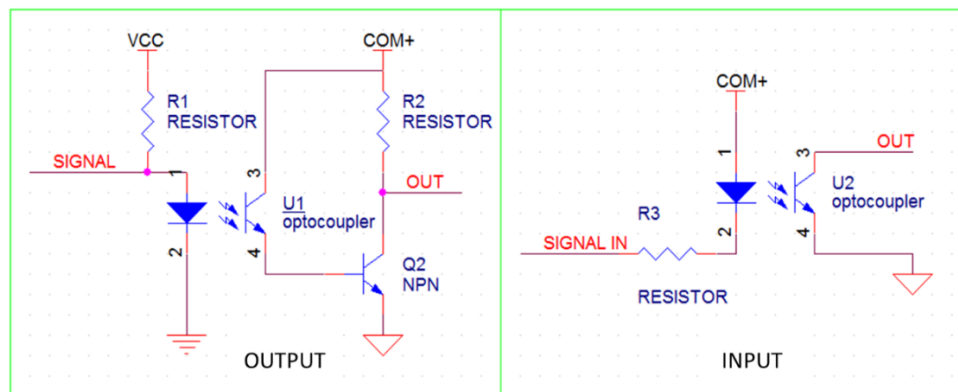 VCC
R1
RESISTOR
SIGNAL
1
2
3
4
U1
optocoupler
COM+
R2
RESISTOR
OUT
Q2
NPN
OUTPUT
COM+
1
2
3
4
OUT
U2
optocoupler
R3
SIGNAL IN
RESISTOR
INPUT